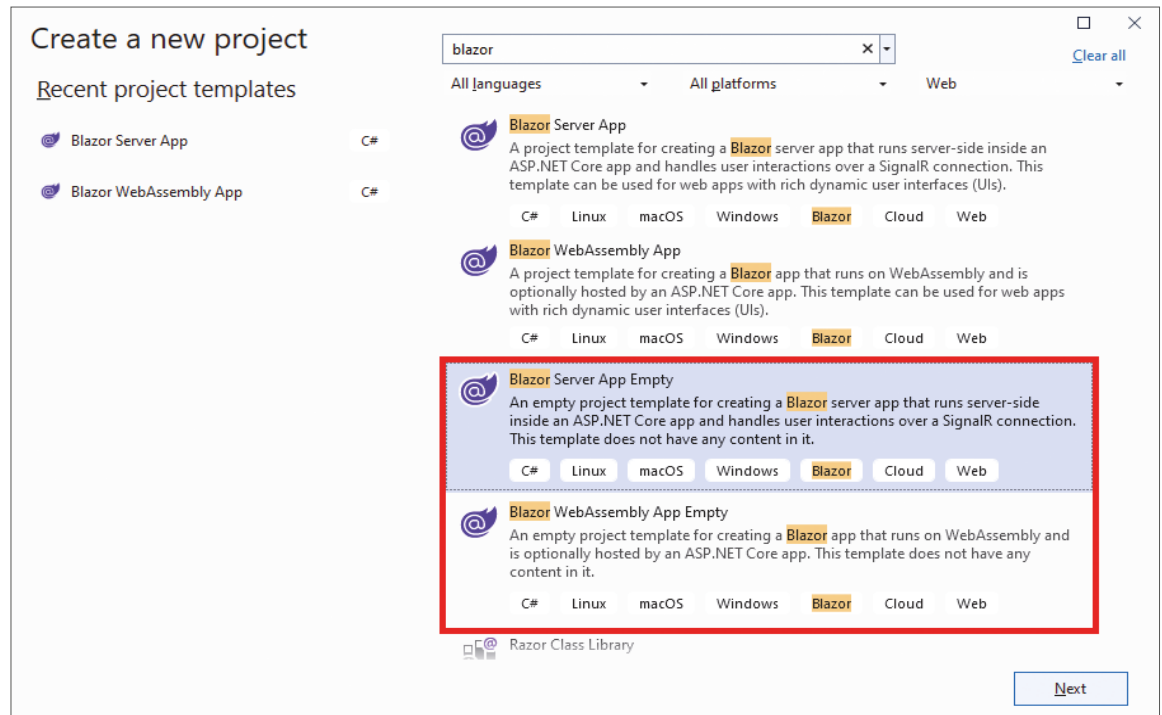 Create a new project
Recent project templates
Blazor Server App C#
Blazor WebAssembly App C#
blazor
Clear all
All languages All platforms Web
Blazor Server App
A project template for creating a Blazor server app that runs server-side inside an
ASP.NET Core app and handles user interactions over a SignalR connection. This
template can be used for web apps with rich dynamic user interfaces (UIs).
C# Linux macOS Windows Blazor Cloud Web
Blazor WebAssembly App
A project template for creating a Blazor app that runs on WebAssembly and is
optionally hosted by an ASP.NET Core app. This template can be used for web apps
with rich dynamic user interfaces (UIs).
C# Linux macOS Windows Blazor Cloud Web
Blazor Server App Empty
An empty project template for creating a Blazor server app that runs server-side
inside an ASP.NET Core app and handles user interactions over a SignalR connection.
This template does not have any content in it.
C# Linux macOS Windows Blazor Cloud Web
Blazor WebAssembly App Empty
An empty project template for creating a Blazor app that runs on WebAssembly and
is optionally hosted by an ASP.NET Core app. This template does not have any
content in it.
C# Linux macOS Windows Blazor Cloud Web
Razor Class Library
Next